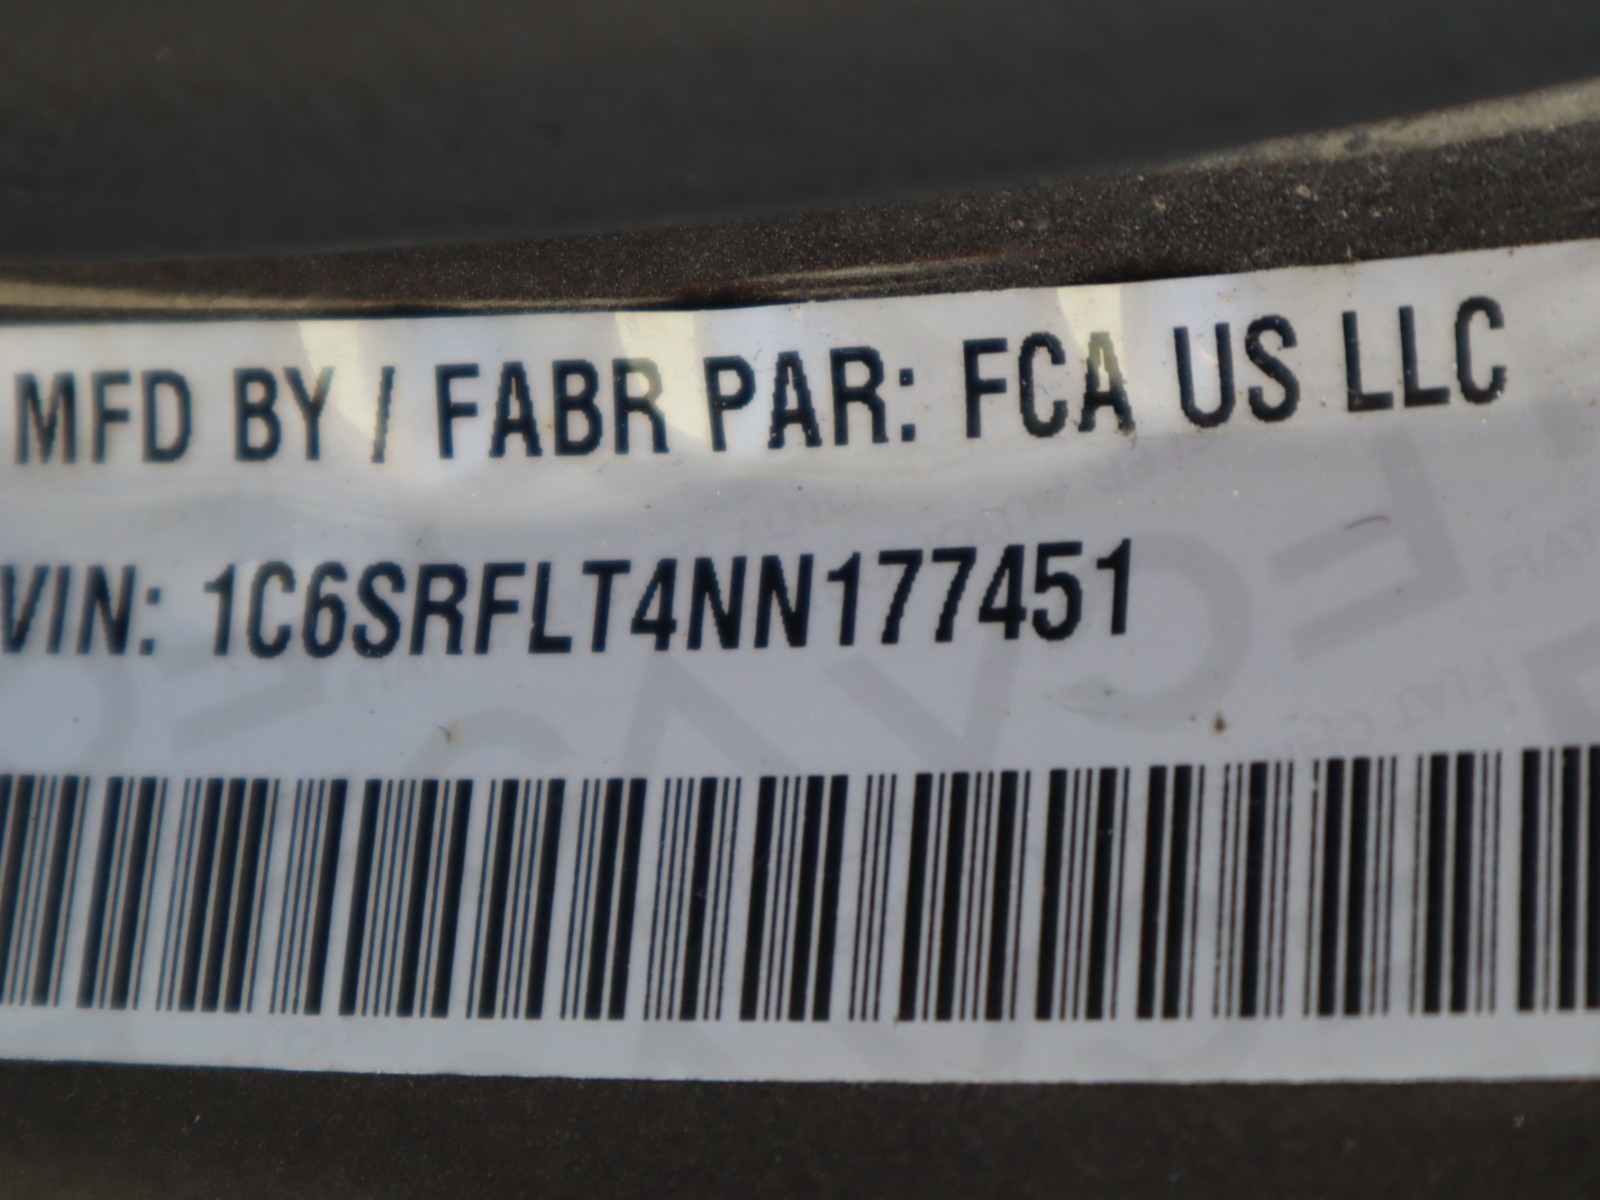 MFD BY / FABR PAR: FCA US LLC
VIN: 1C6SRFLT4NN177451